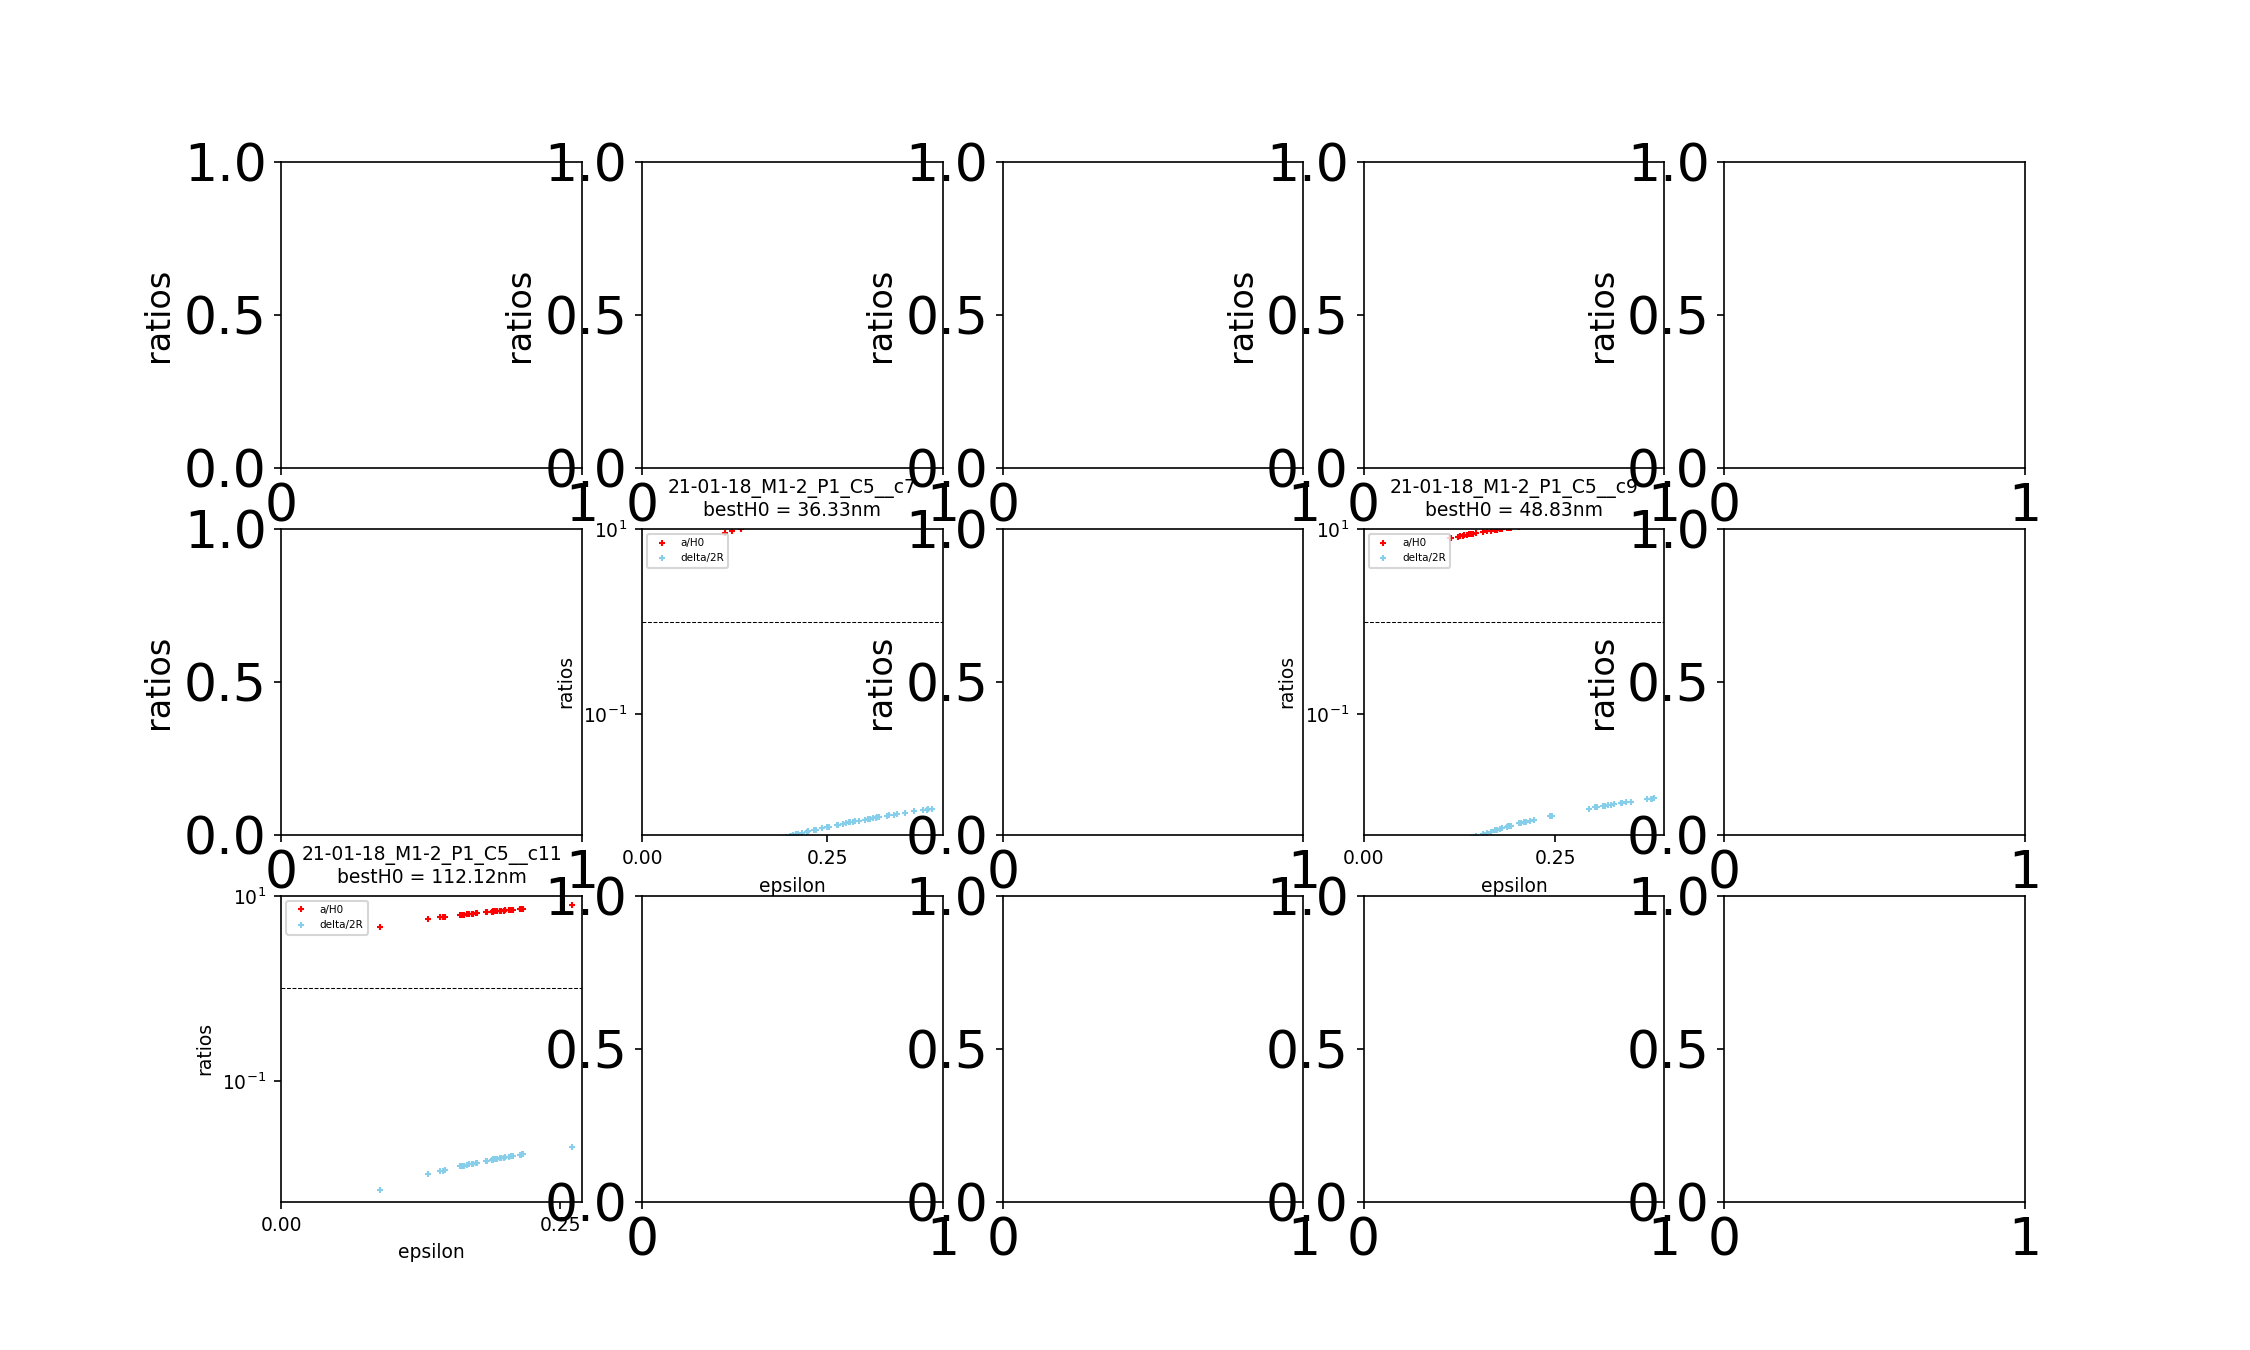 1.0 1.0 1.0 1.0 1.0
ratios ratios ratios ratios ratios
0.5 0.5 0.5 0.5 0.5
0.0 0.0 0.0 0.0 0.0
0 1 0 1 0 1 0 1 0 1
21-01-18_M1-2_P1_C5__c7
bestH0 = 36.33nm
21-01-18_M1-2_P1_C5__c9
bestH0 = 48.83nm
1.0 10¹ 1.0 10¹ 1.0
a/H0
delta/2R
a/H0
delta/2R
ratios ratios ratios ratios ratios
0.5 10⁻¹ 0.5 10⁻¹ 0.5
0.0 0.0 0.0
0 1 0.00 0.25 0 1 0.00 0.25 0 1
epsilon epsilon
21-01-18_M1-2_P1_C5__c11
bestH0 = 112.12nm
10¹ 1.0 1.0 1.0 1.0
a/H0
delta/2R
ratios
10⁻¹ 0.5 0.5 0.5 0.5
0.0 0.0 0.0 0.0
0.00 0.25 0 1 0 1 0 1 0 1
epsilon